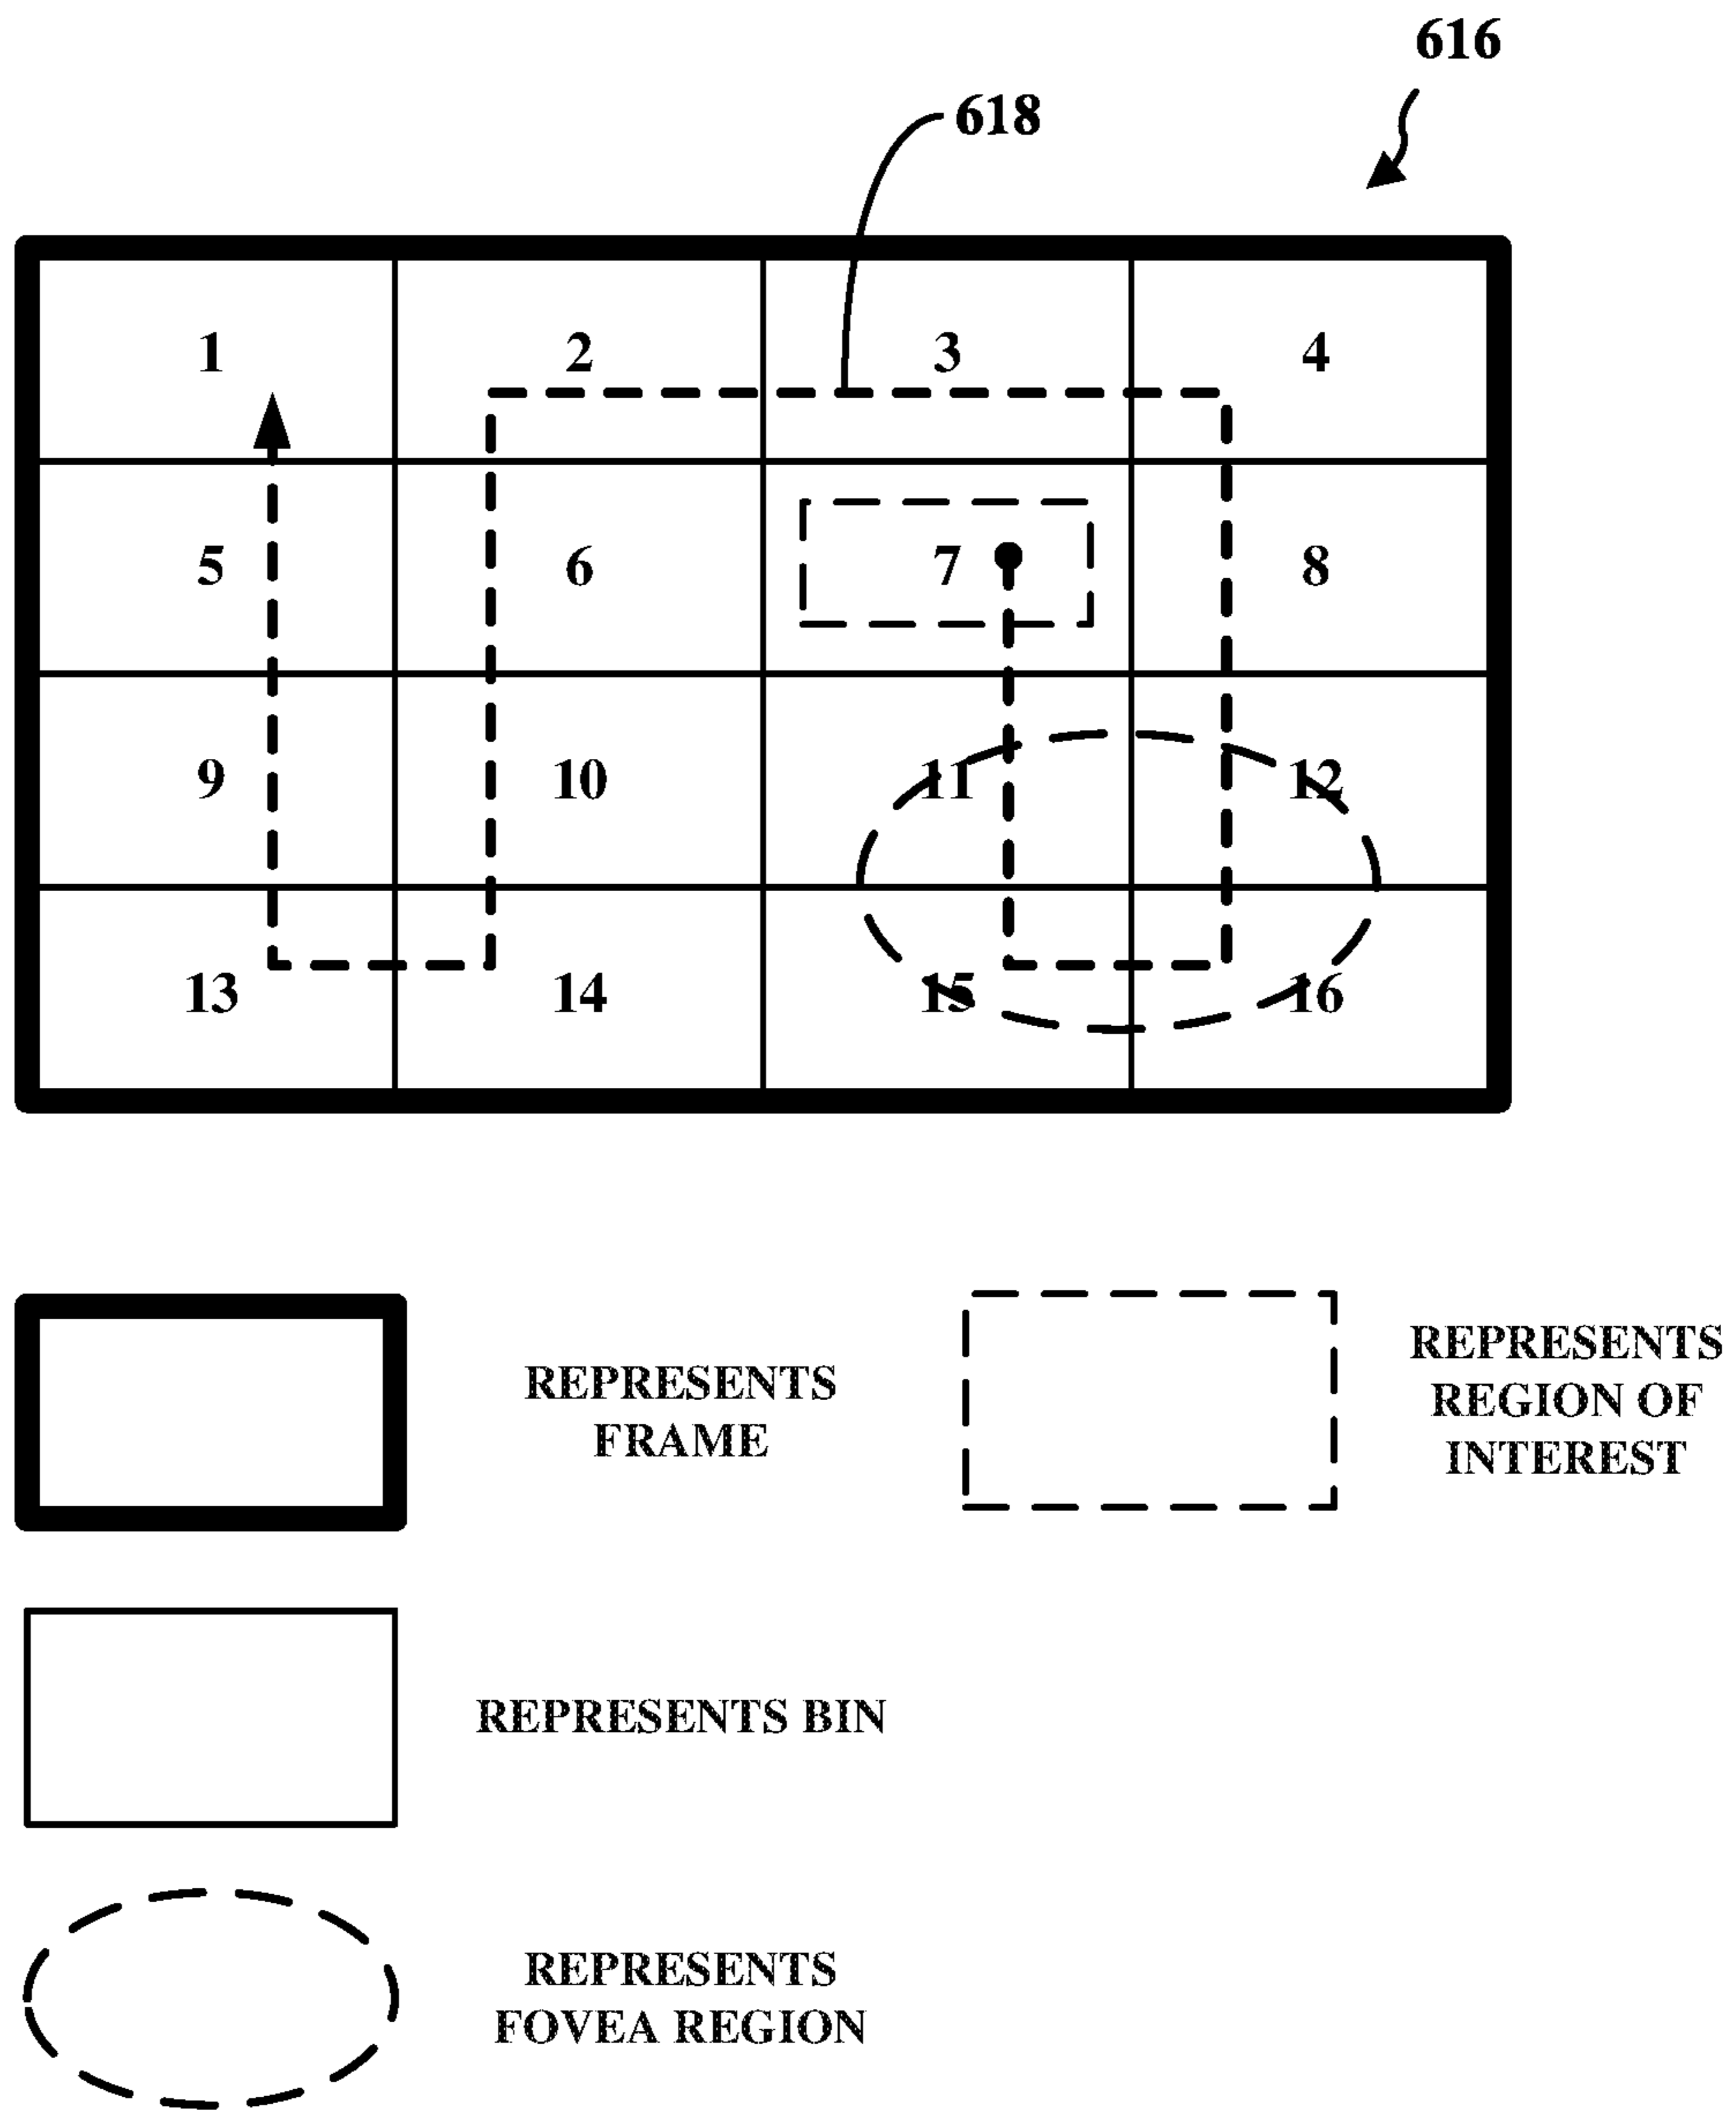 616
618
1 2 3 4
5 6 7 8
9 10 11 12
13 14 15 16
REPRESENTS
FRAME
REPRESENTS
REGION OF
INTEREST
REPRESENTS BIN
REPRESENTS
FOVEA REGION